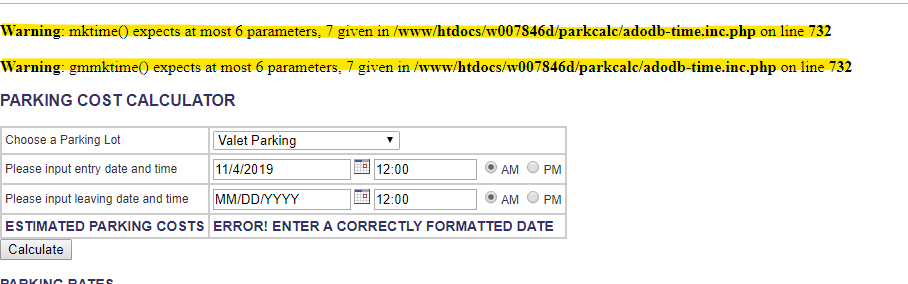 Warning: mktime() expects at most 6 parameters, 7 given in /www/htdocs/w007846d/parkcalc/adodb-time.inc.php on line 732
Warning: gmmktime() expects at most 6 parameters, 7 given in /www/htdocs/w007846d/parkcalc/adodb-time.inc.php on line 732
PARKING COST CALCULATOR
Choose a Parking Lot Valet Parking
Please input entry date and time 11/4/2019 12:00 AM PM
Please input leaving date and time MM/DD/YYYY 12:00 AM PM
ESTIMATED PARKING COSTS ERROR! ENTER A CORRECTLY FORMATTED DATE
Calculate
PARKING RATES